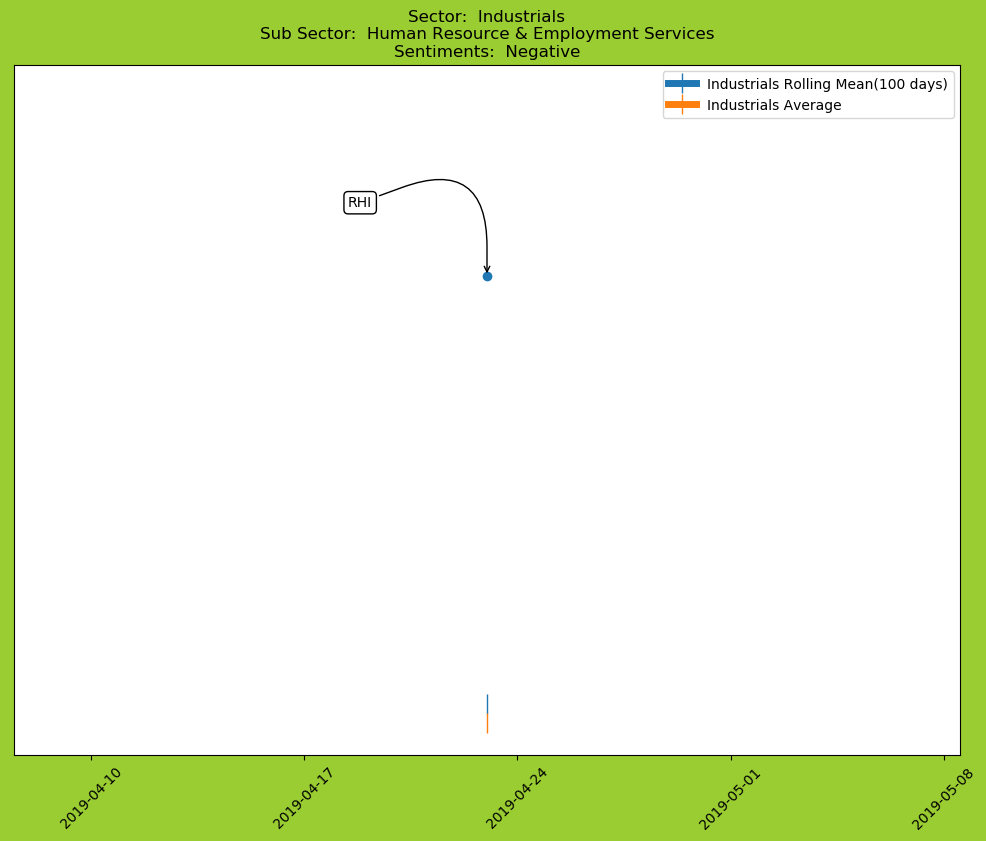 Sector:  Industrials
Sub Sector:  Human Resource & Employment Services
Sentiments:  Negative
Industrials Rolling Mean(100 days)
Industrials Average
RHI
2019-04-10
2019-04-17
2019-04-24
2019-05-01
2019-05-08